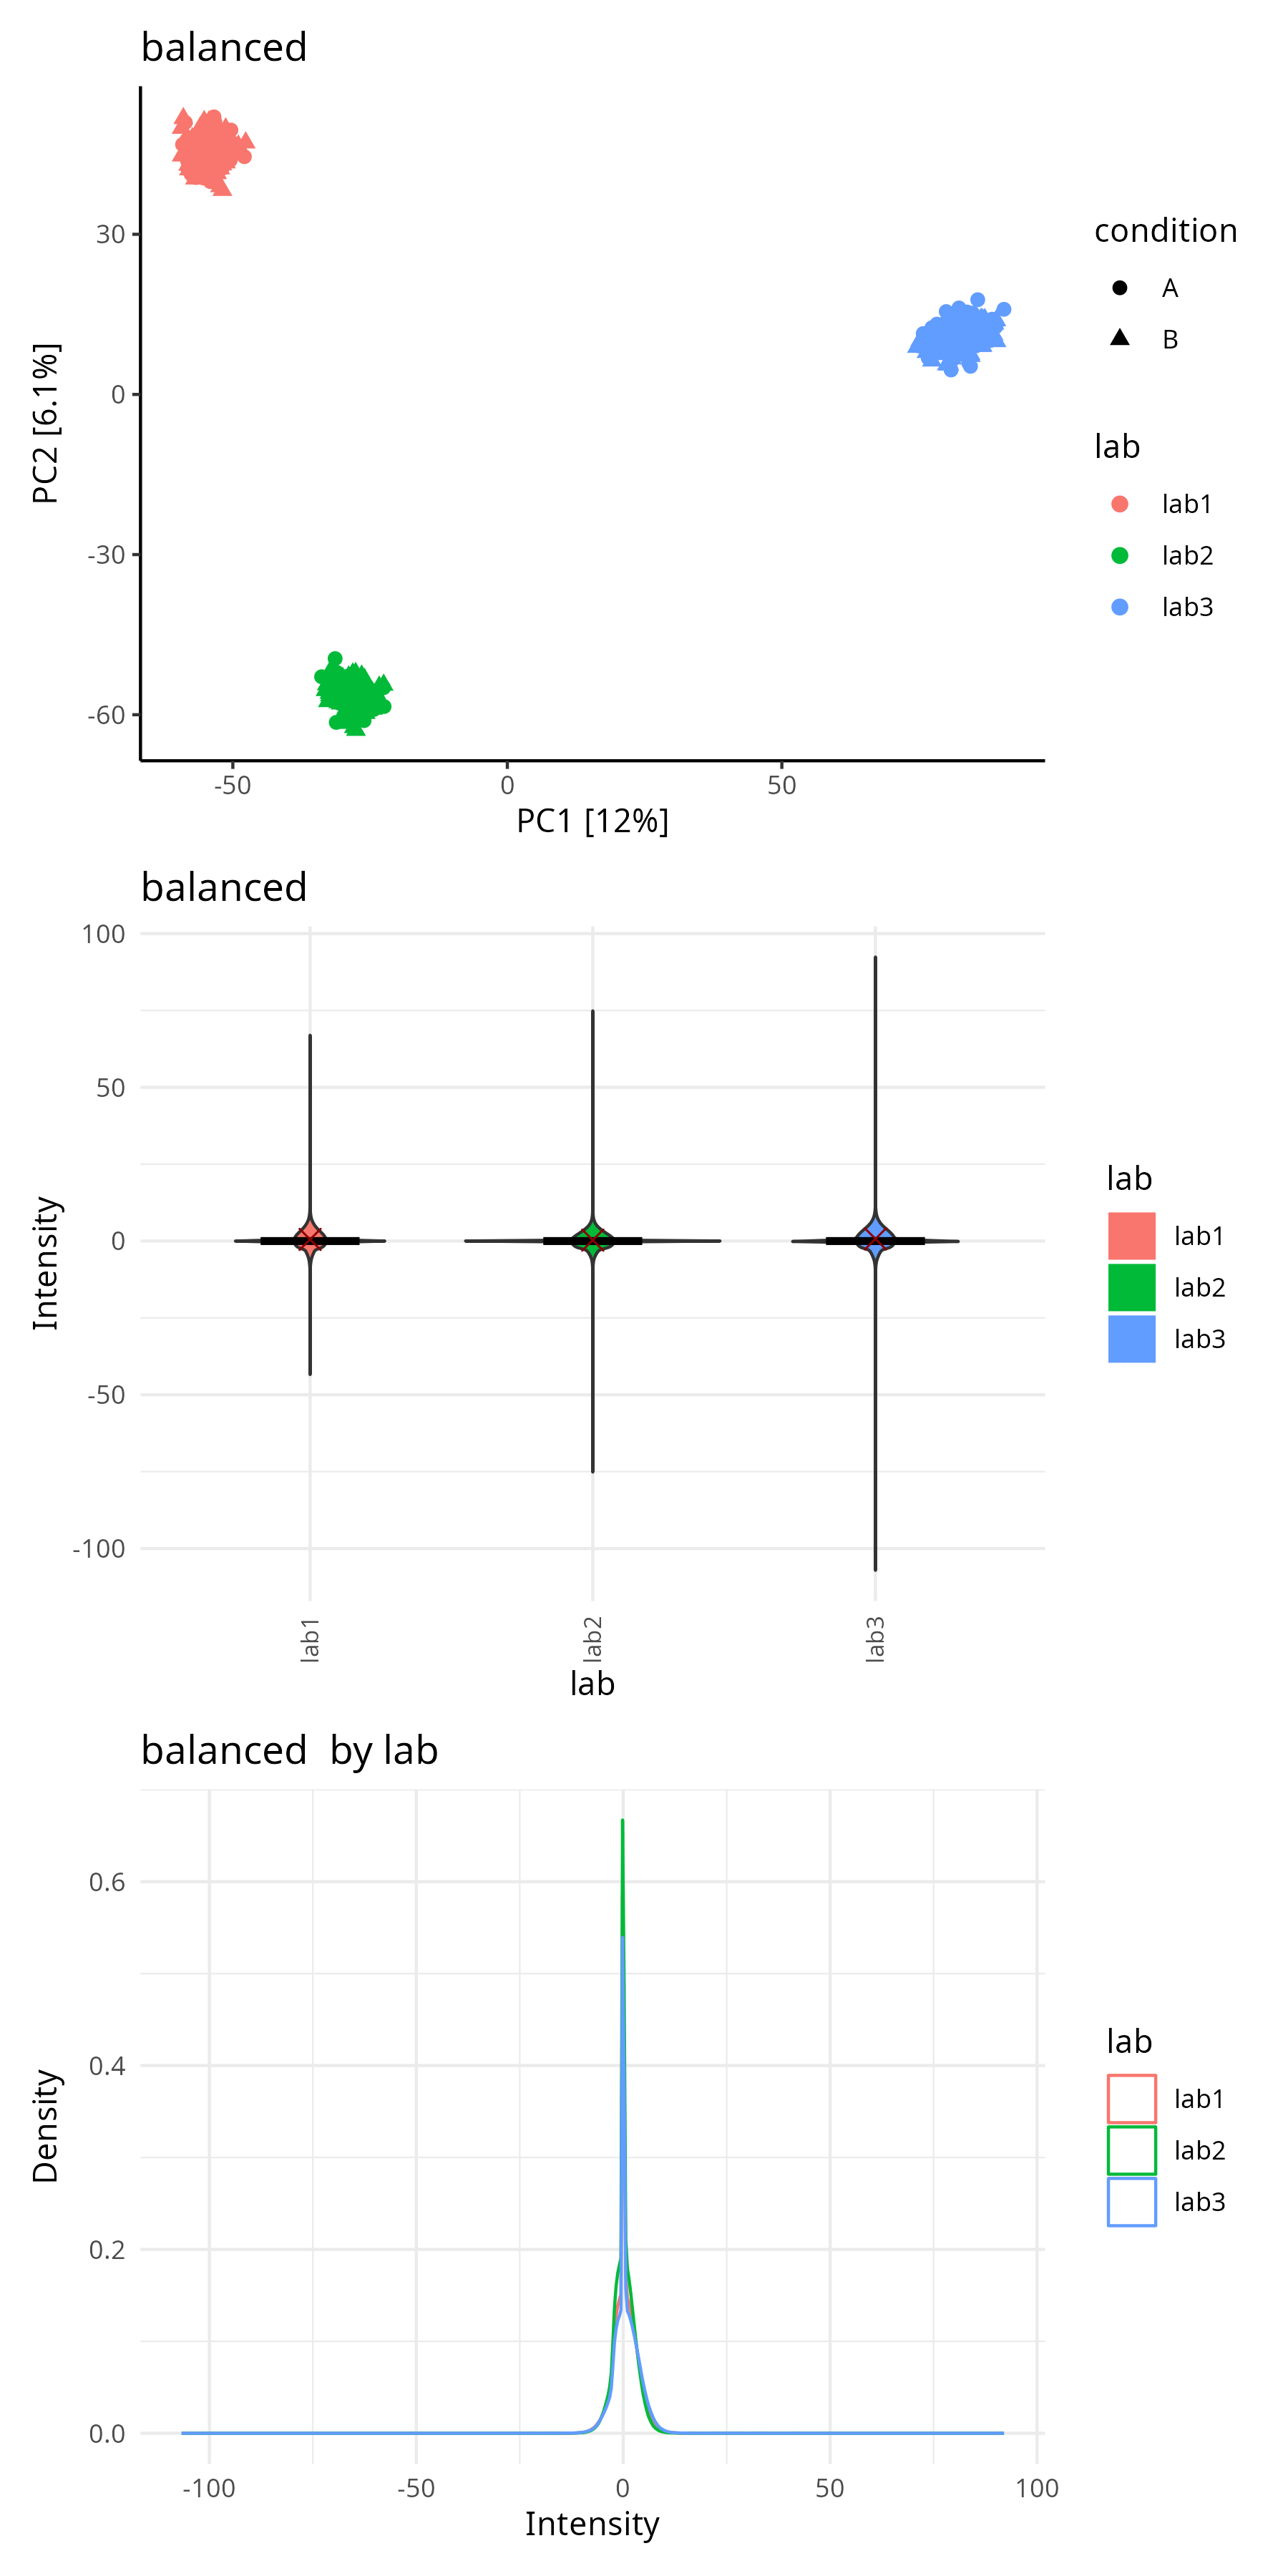 balanced
30
0
-30
-60
PC2 [6.1%]
-50
0
50
PC1 [12%]
condition
A
B
lab
lab1
lab2
lab3
balanced
100
50
0
-50
-100
Intensity
lab1
lab2
lab3
lab
lab
lab1
lab2
lab3
balanced  by lab
0.6
0.4
0.2
0.0
Density
-100
-50
0
50
100
Intensity
lab
lab1
lab2
lab3